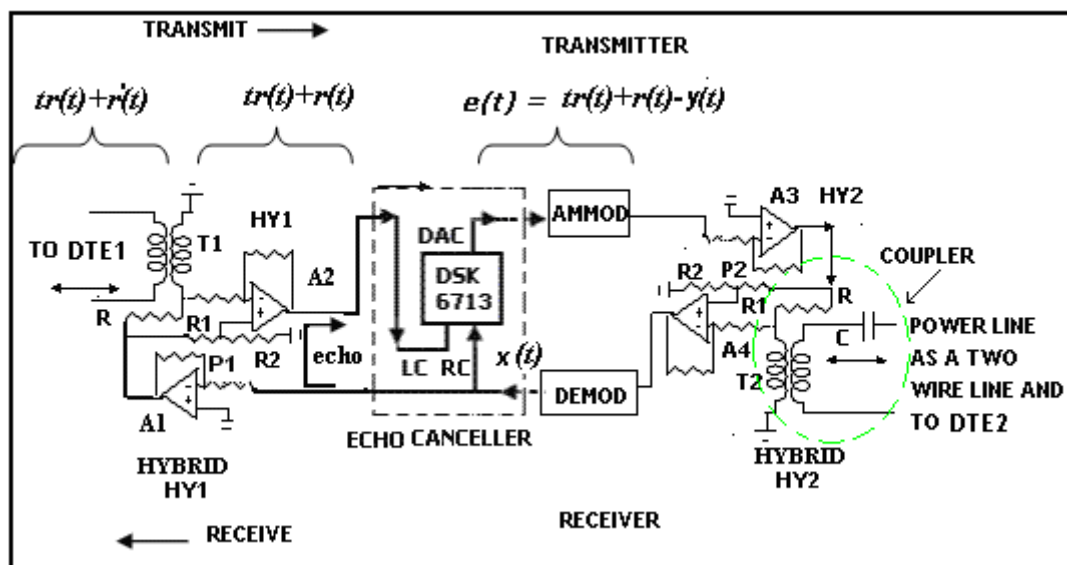 TRANSMIT
TRANSMITTER
tr(t)+r'(t)
tr(t)+r(t)
e(t) = tr(t)+r(t)-y(t)
A3
HY2
HY1
AMMOD
COUPLER
TO DTE1
T1
A2
DAC
DSK
6713
R2
P2
R
R1
R
R1
R2
echo
LC
RC
x(t)
A4
C
POWER LINE
AS A TWO
WIRE LINE AND
TO DTE2
P1
DEMOD
T2
A1
ECHO CANCELLER
HYBRID
HY1
HYBRID
HY2
RECEIVE
RECEIVER